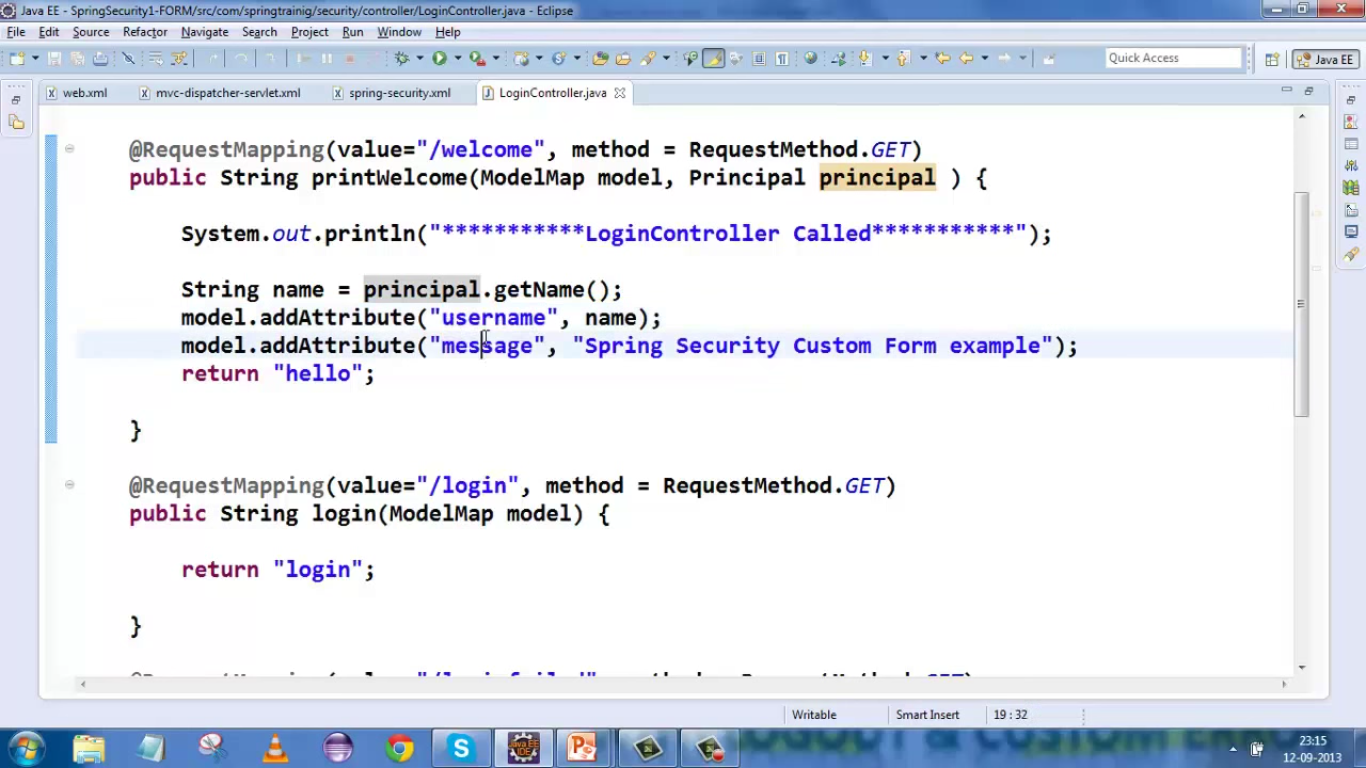 Java EE - SpringSecurity1-FORM/src/com/springtrainig/security/controller/LoginController.java - Eclipse
File Edit Source Refactor Navigate Search Project Run Window Help
Quick Access
Java EE
web.xml mvc-dispatcher-servlet.xml spring-security.xml LoginController.java
@RequestMapping(value="/welcome", method = RequestMethod.GET)
public String printWelcome(ModelMap model, Principal principal ) {
System.out.println("***********LoginController Called***********");
String name = principal.getName();
model.addAttribute("username", name);
model.addAttribute("message", "Spring Security Custom Form example");
return "hello";
}
@RequestMapping(value="/login", method = RequestMethod.GET)
public String login(ModelMap model) {
return "login";
}
Writable Smart Insert 19 : 32
Java EE
IDE
23:15
12-09-2013